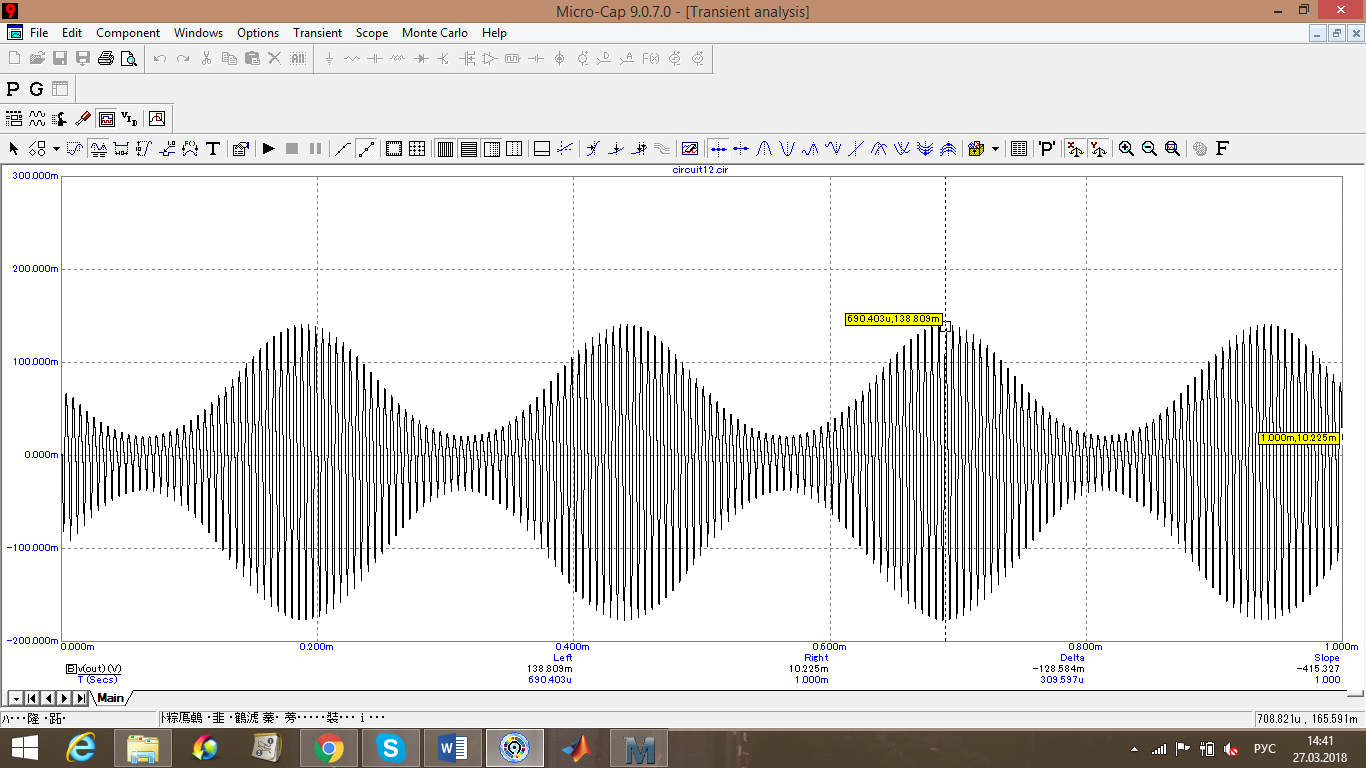 Micro-Cap 9.0.7.0 - [Transient analysis]
File Edit Component Windows Options Transient Scope Monte Carlo Help
P G
T 'P' F
circuit12.cir
300.000m
200.000m
100.000m
0.000m
-100.000m
-200.000m
690.403u,138.809m
1.000m,10.225m
0.000m 0.200m 0.400m 0.600m 0.800m 1.000m
Left Right Delta Slope
v(out) (V) 138.809m 10.225m -128.584m -415.327
T (Secs) 690.403u 1.000m 309.597u 1.000
Main
708.821u , 165.591m
РУС
14:41
27.03.2018